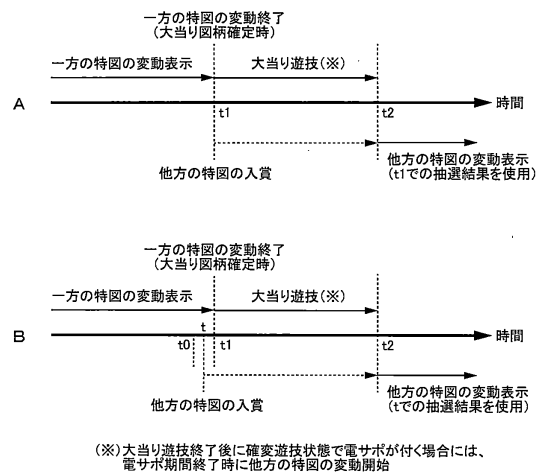 一方の特図の変動終了
(大当り図柄確定時)
一方の特図の変動表示
大当り遊技(※)
A
時間
t1
t2
他方の特図の入賞
他方の特図の変動表示
(t1での抽選結果を使用)
一方の特図の変動終了
(大当り図柄確定時)
一方の特図の変動表示
大当り遊技(※)
t
B
時間
t0
t1
t2
他方の特図の入賞
他方の特図の変動表示
(tでの抽選結果を使用)
(※)大当り遊技終了後に確変遊技状態で電サポが付く場合には、
電サポ期間終了時に他方の特図の変動開始